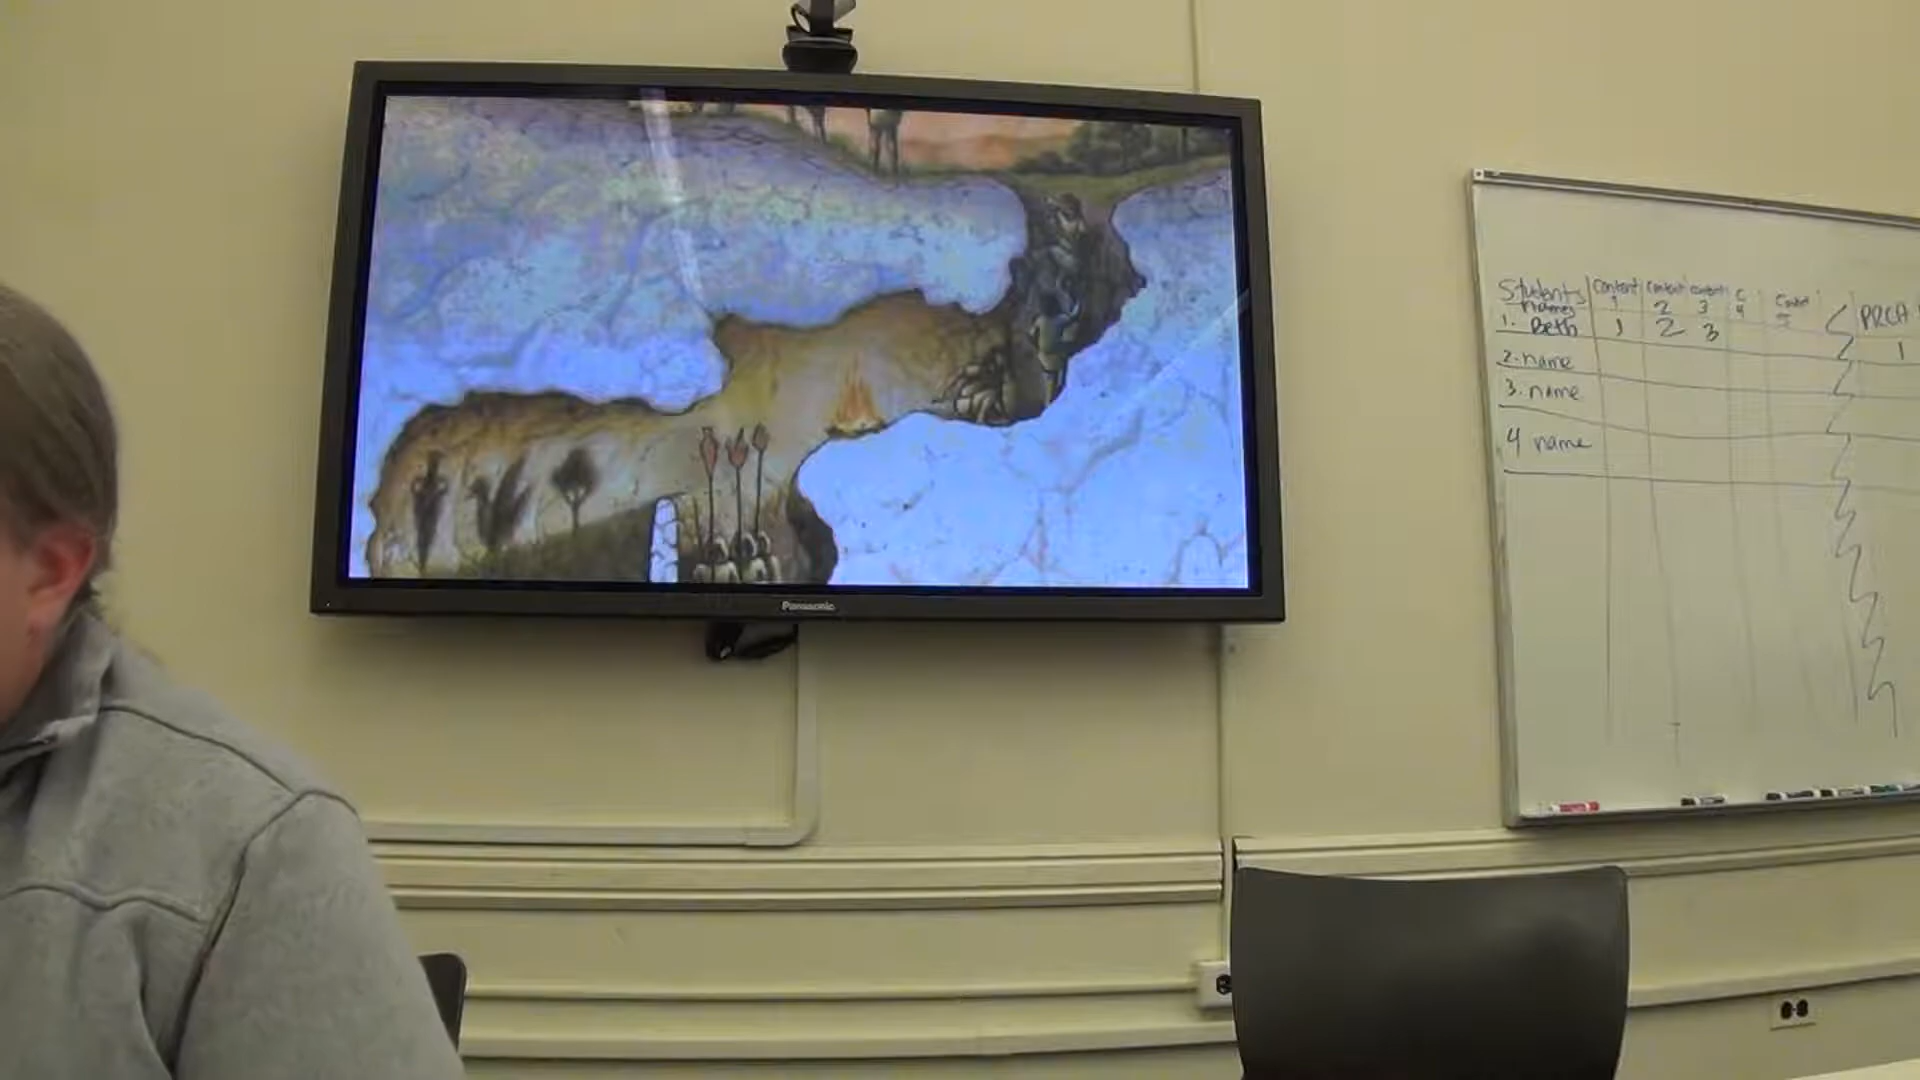 Panasonic
Students Content Content content C Content PRCA
Names 1 2 3 4 5
1. Beth 1 2 3 1
2. name
3. name
4 name